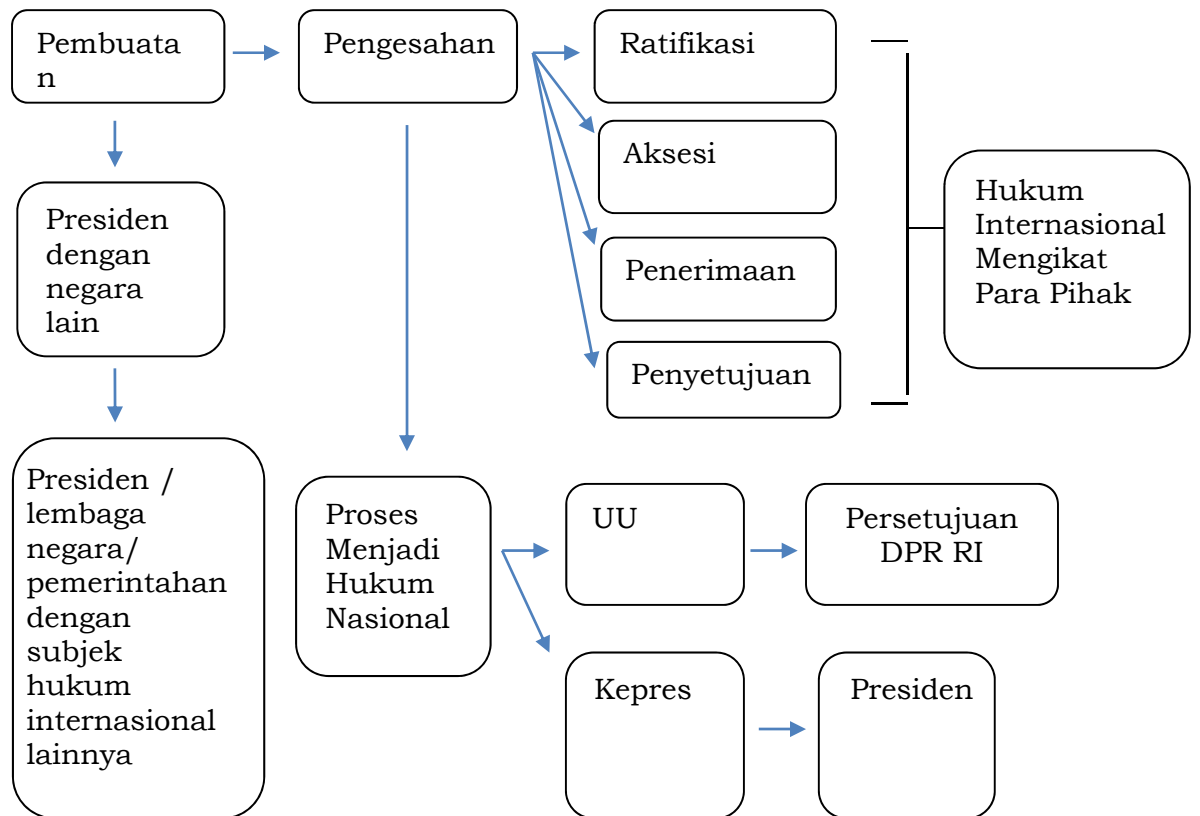 Pembuata
n
Pengesahan
Ratifikasi
Aksesi
Penerimaan
Penyetujuan
Hukum
Internasional
Mengikat
Para Pihak
Presiden
dengan
negara
lain
Presiden /
lembaga
negara/
pemerintahan
dengan
subjek
hukum
internasional
lainnya
Proses
Menjadi
Hukum
Nasional
UU
Persetujuan
DPR RI
Kepres
Presiden